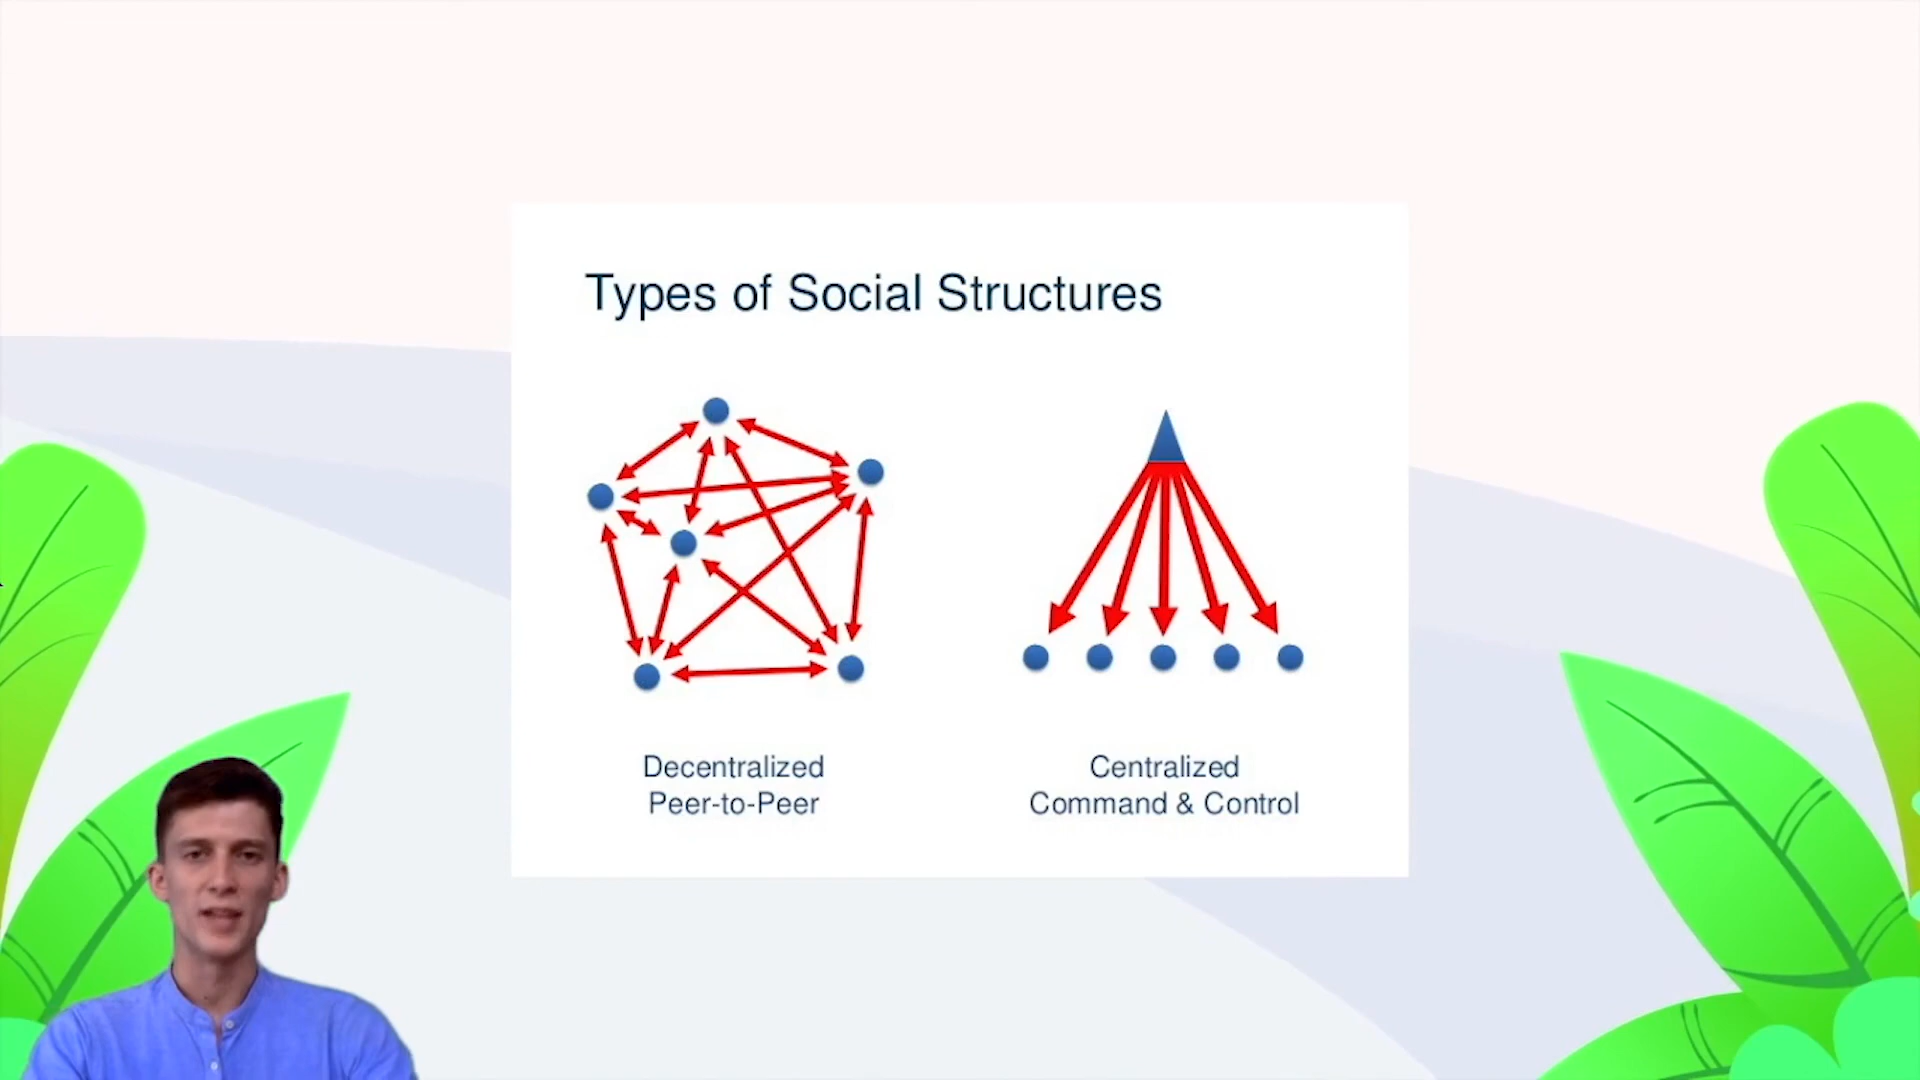 Types of Social Structures
Decentralized
Peer-to-Peer
Centralized
Command & Control